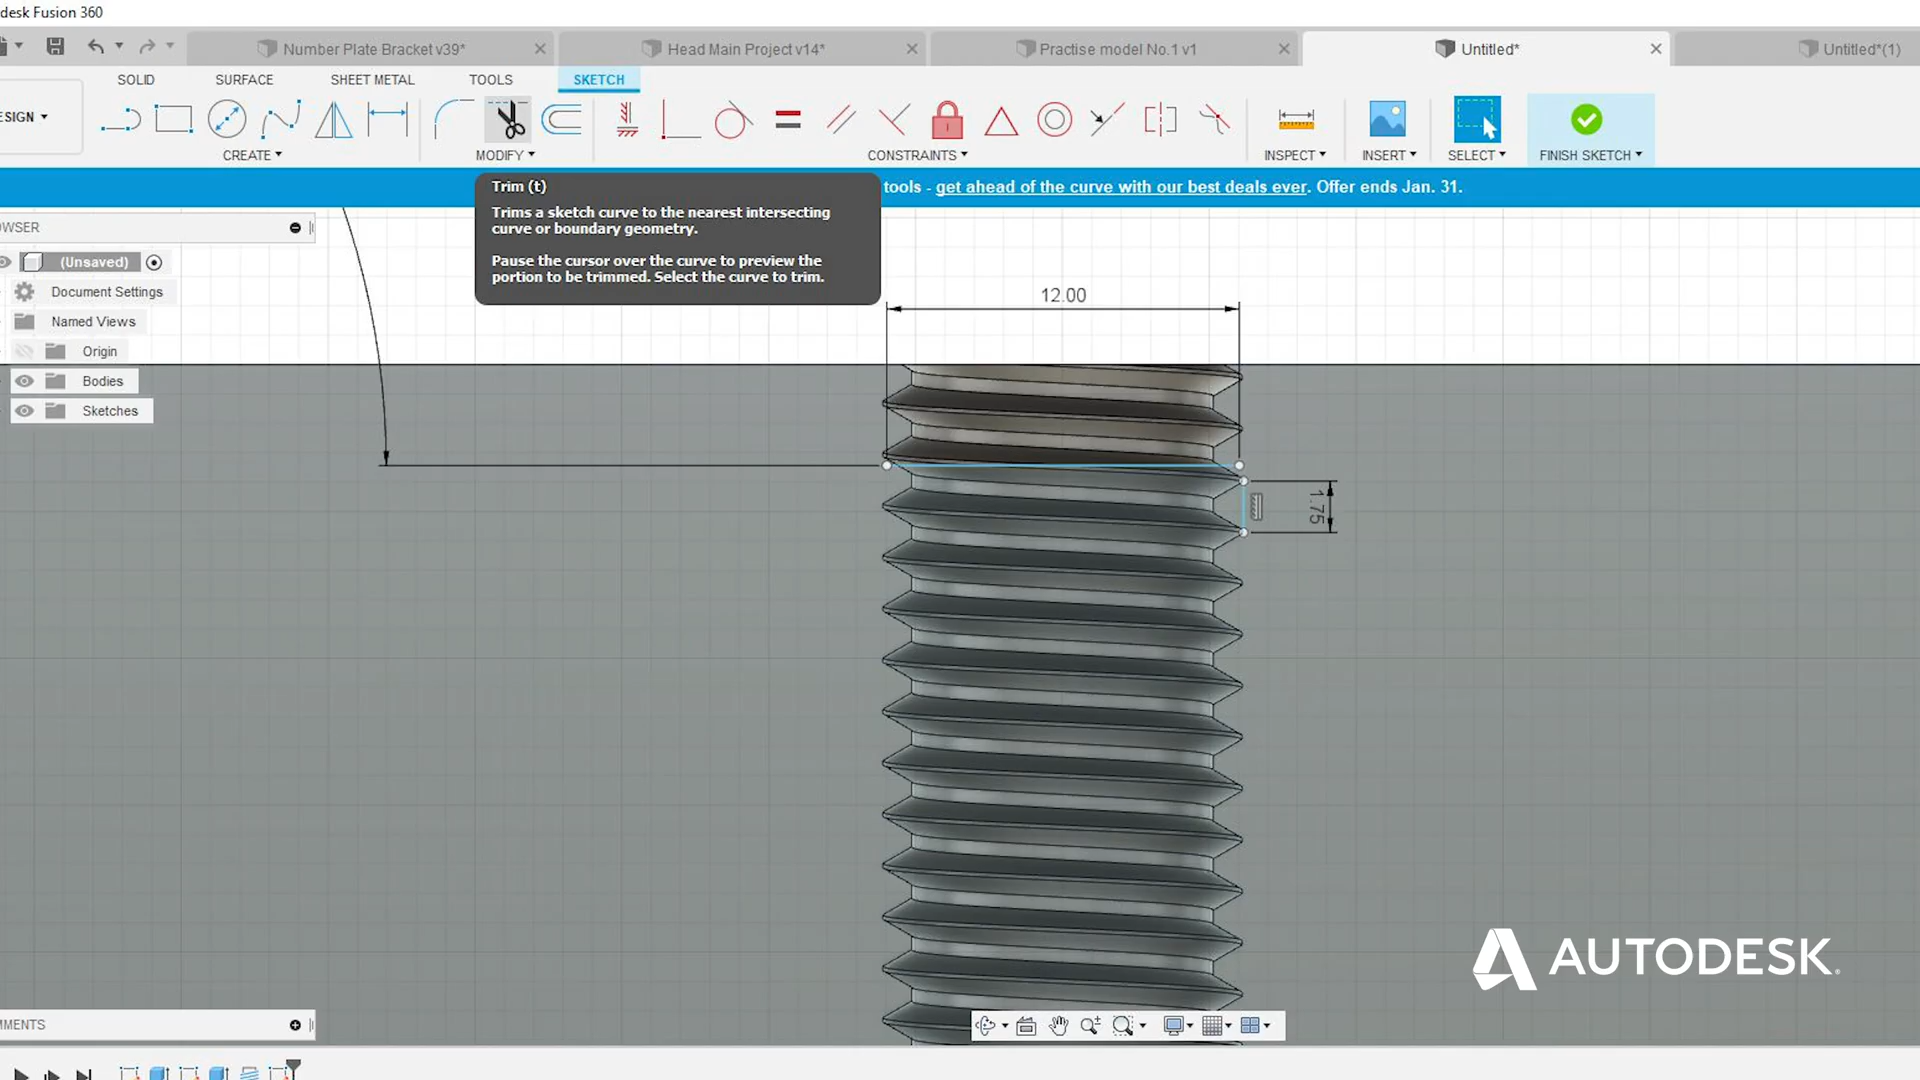 desk Fusion 360
Number Plate Bracket v39*
Head Main Project v14*
Practise model No.1 v1
Untitled*
Untitled*(1)
SOLID
SURFACE
SHEET METAL
TOOLS
SKETCH
ESIGN
CREATE
MODIFY
CONSTRAINTS
INSPECT
INSERT
SELECT
FINISH SKETCH
tools - get ahead of the curve with our best deals ever. Offer ends Jan. 31.
Trim (t)
Trims a sketch curve to the nearest intersecting
curve or boundary geometry.
Pause the cursor over the curve to preview the
portion to be trimmed. Select the curve to trim.
OWSER
(Unsaved)
Document Settings
Named Views
Origin
Bodies
Sketches
12.00
1.75
AUTODESK.
MMENTS